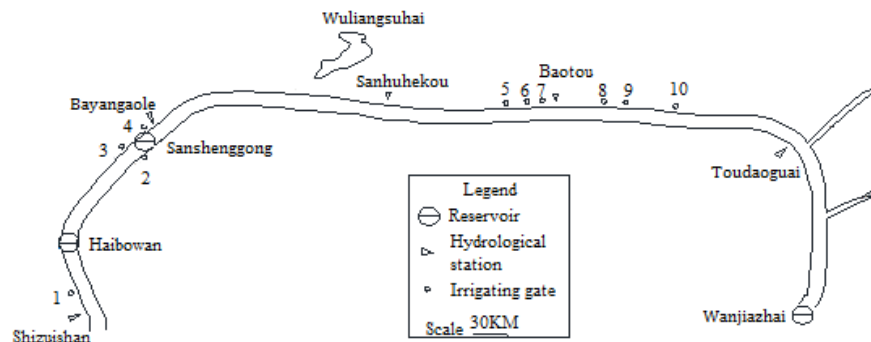 Wuliangsuhai
Sanhuhekou
Baotou
5 6 7 8 9 10
Bayangaole
4
3
Sanshenggong
2
Toudaoguai
Haibowan
1
Shizuishan
Wanjiazhai
Legend
Reservoir
Hydrological
station
Irrigating gate
Scale 30KM